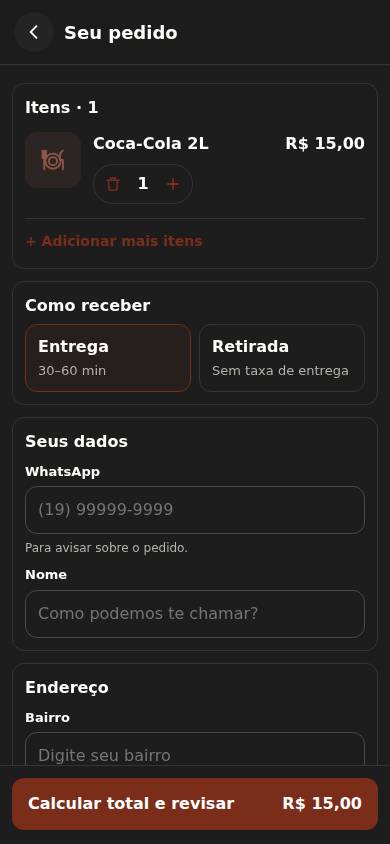 Seu pedido
Itens · 1
Coca-Cola 2L R$ 15,00
1 +
+ Adicionar mais itens
Como receber
Entrega Retirada
30–60 min Sem taxa de entrega
Seus dados
WhatsApp
(19) 99999-9999
Para avisar sobre o pedido.
Nome
Como podemos te chamar?
Endereço
Bairro
Digite seu bairro
Calcular total e revisar R$ 15,00